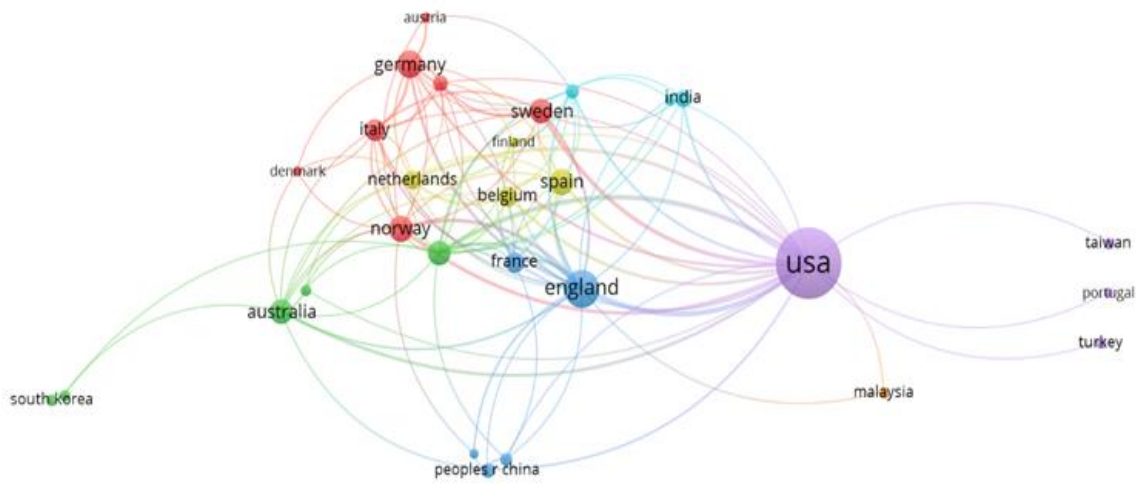 austria
germany
india
sweden
italy
finland
denmark
netherlands
spain
belgium
norway
taiwan
france
usa
england
portugal
australia
turkey
malaysia
south korea
peoples r china